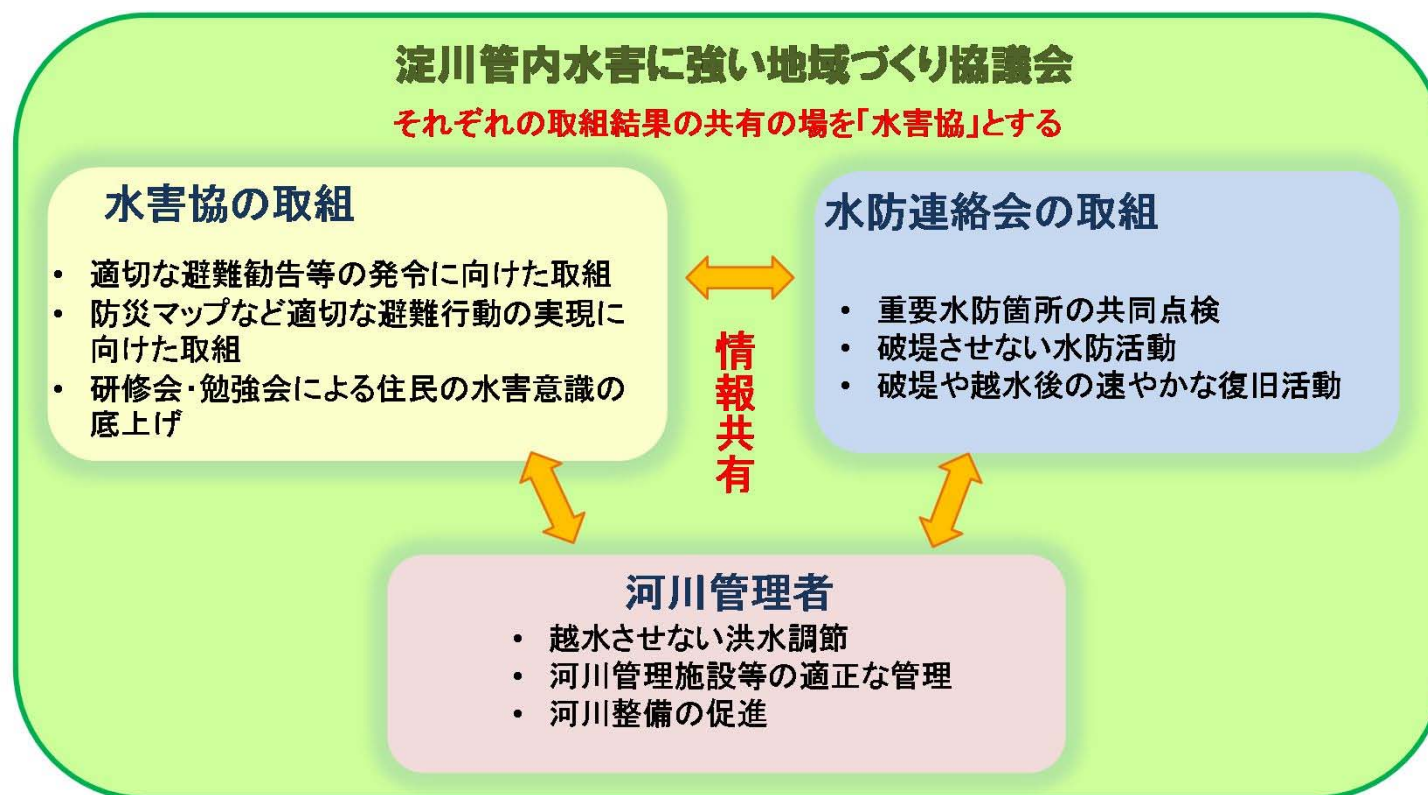 淀川管内水害に強い地域づくり協議会
それぞれの取組結果の共有の場を「水害協」とする
水害協の取組
• 適切な避難勧告等の発令に向けた取組
• 防災マップなど適切な避難行動の実現に
向けた取組
• 研修会・勉強会による住民の水害意識の
底上げ
情報共有
水防連絡会の取組
• 重要水防箇所の共同点検
• 破堤させない水防活動
• 破堤や越水後の速やかな復旧活動
河川管理者
• 越水させない洪水調節
• 河川管理施設等の適正な管理
• 河川整備の促進